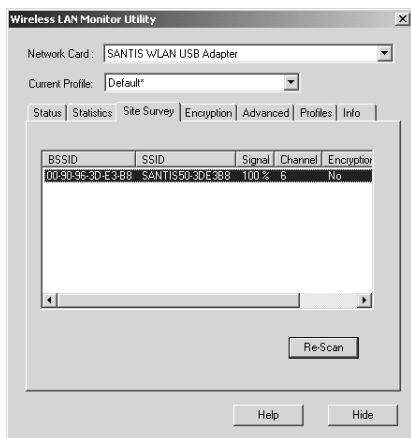 Wireless LAN Monitor Utility
Network Card : SANTIS WLAN USB Adapter
Current Profile: Default*
Status Statistics Site Survey Encryption Advanced Profiles Info
BSSID SSID Signal Channel Encryption
00-90-96-3D-E3-B8 SANTIS50-3DE3B8 100 % 6 No
Re-Scan
Help Hide